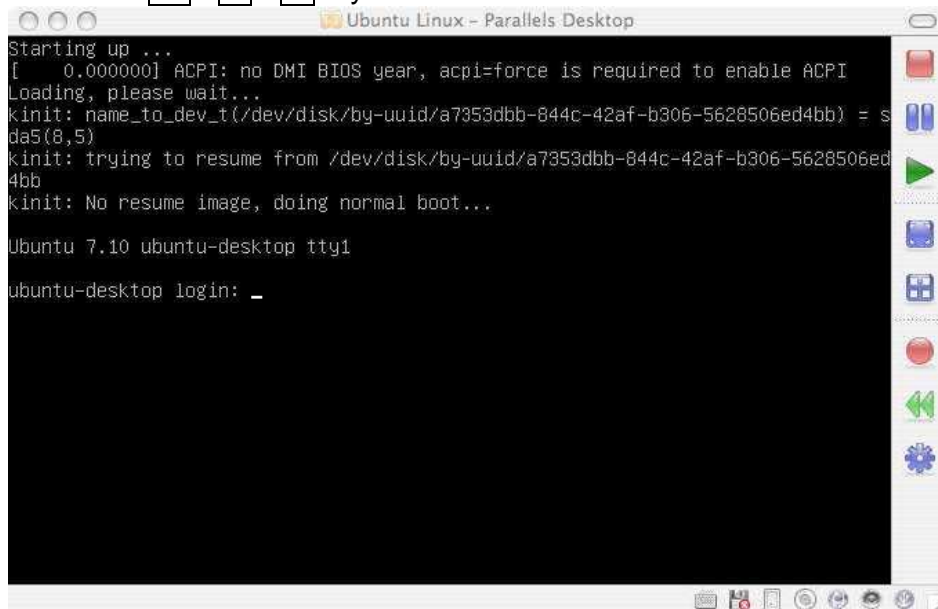 Ubuntu Linux – Parallels Desktop
Starting up ...
[    0.000000] ACPI: no DMI BIOS year, acpi=force is required to enable ACPI
Loading, please wait...
kinit: name_to_dev_t(/dev/disk/by-uuid/a7353dbb-844c-42af-b306-5628506ed4bb) = s
da5(8,5)
kinit: trying to resume from /dev/disk/by-uuid/a7353dbb-844c-42af-b306-5628506ed
4bb
kinit: No resume image, doing normal boot...
Ubuntu 7.10 ubuntu-desktop tty1
ubuntu-desktop login: _